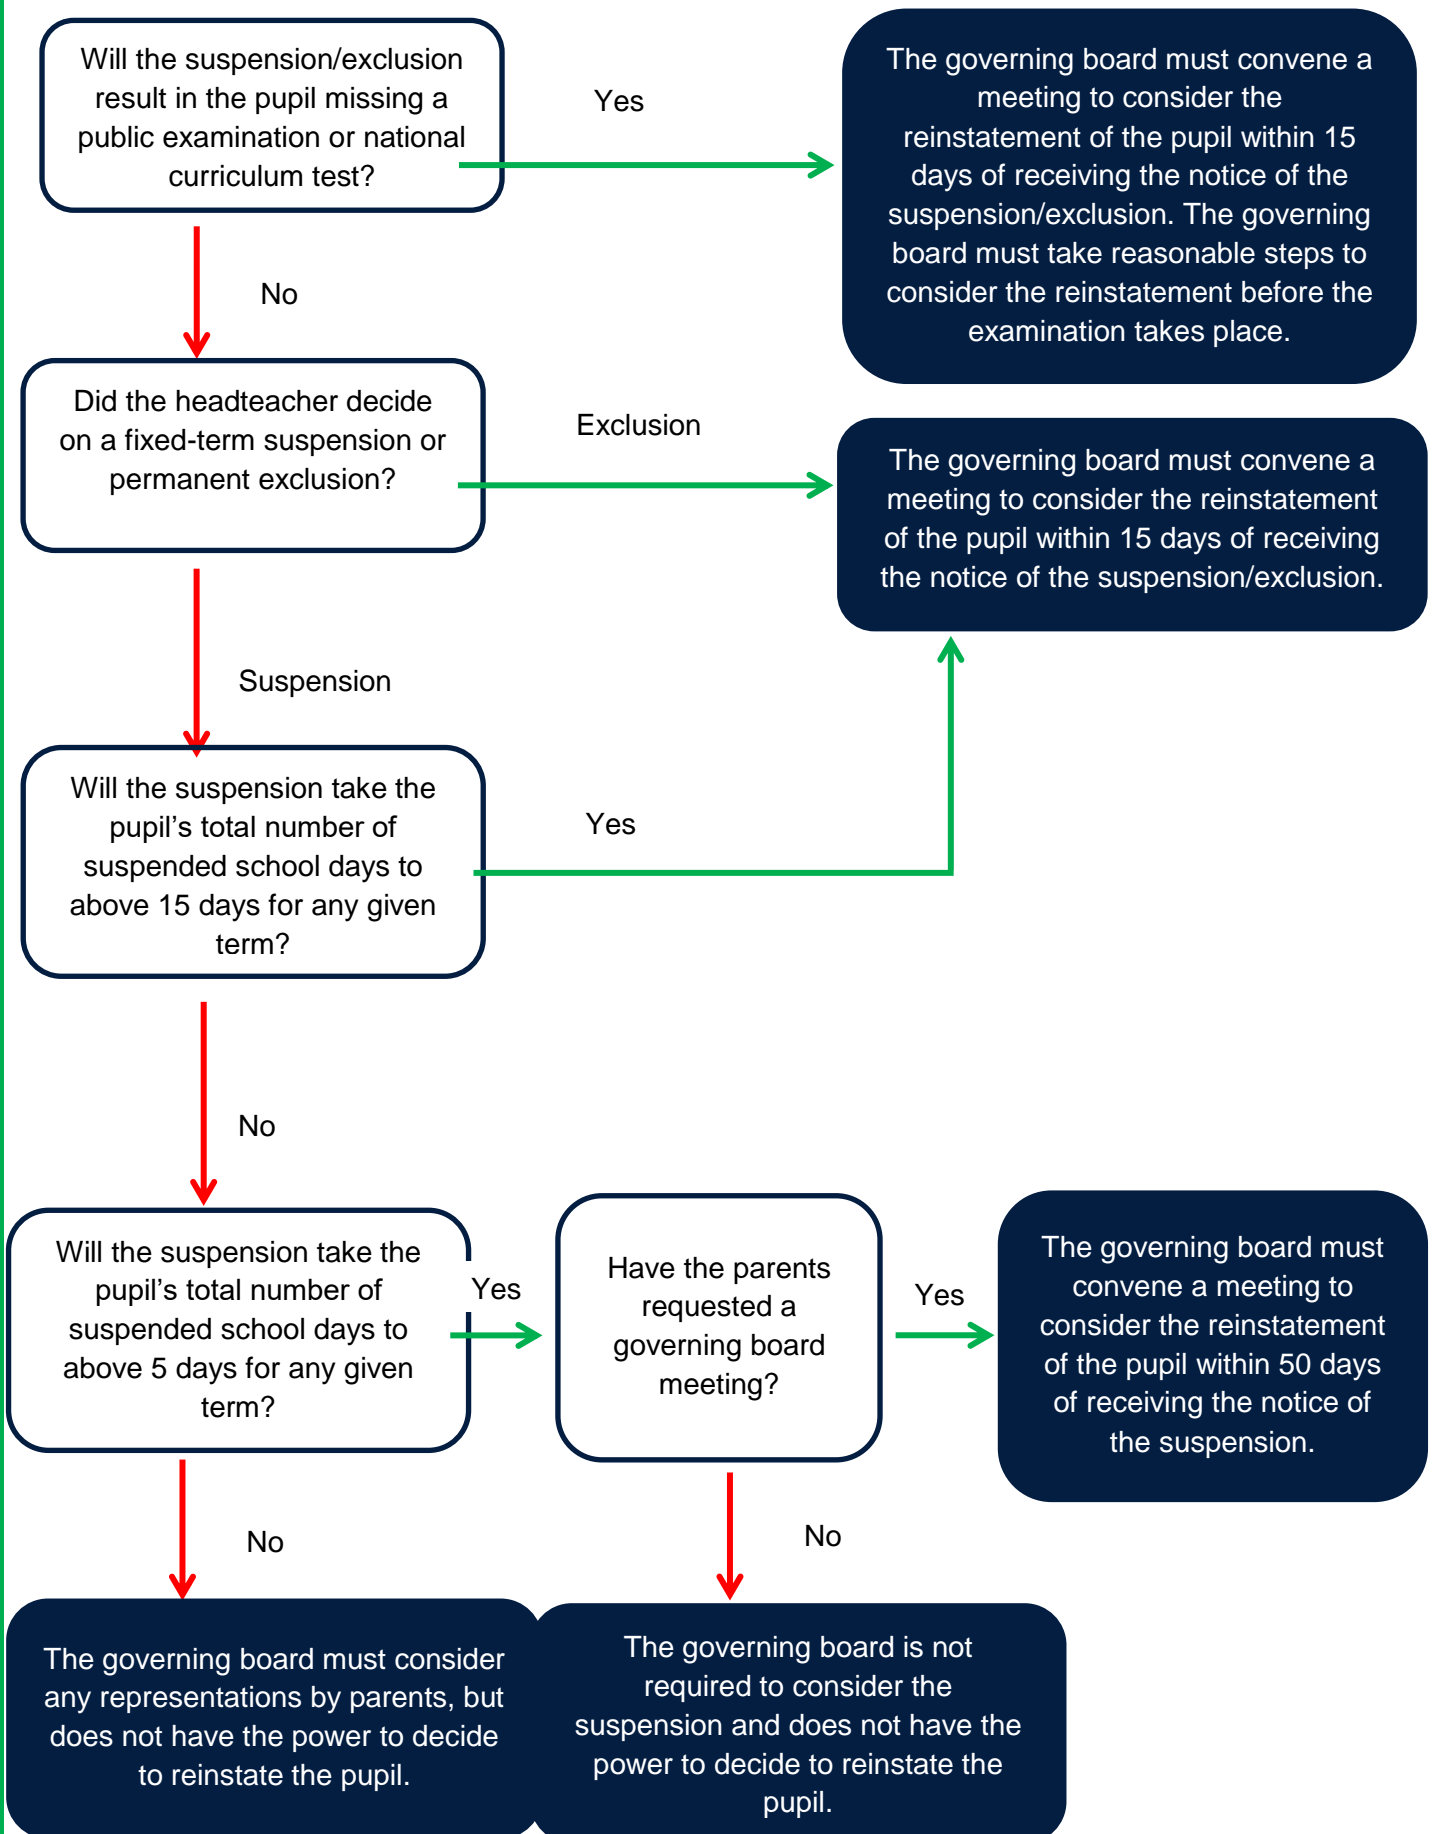 Will the suspension/exclusion
result in the pupil missing a
public examination or national
curriculum test?
Yes
The governing board must convene a
meeting to consider the
reinstatement of the pupil within 15
days of receiving the notice of the
suspension/exclusion. The governing
board must take reasonable steps to
consider the reinstatement before the
examination takes place.
No
Did the headteacher decide
on a fixed-term suspension or
permanent exclusion?
Exclusion
The governing board must convene a
meeting to consider the reinstatement
of the pupil within 15 days of receiving
the notice of the suspension/exclusion.
Suspension
Will the suspension take the
pupil’s total number of
suspended school days to
above 15 days for any given
term?
Yes
No
Will the suspension take the
pupil’s total number of
suspended school days to
above 5 days for any given
term?
Yes
Have the parents
requested a
governing board
meeting?
Yes
The governing board must
convene a meeting to
consider the reinstatement
of the pupil within 50 days
of receiving the notice of
the suspension.
No
No
The governing board must consider
any representations by parents, but
does not have the power to decide
to reinstate the pupil.
The governing board is not
required to consider the
suspension and does not have the
power to decide to reinstate the
pupil.